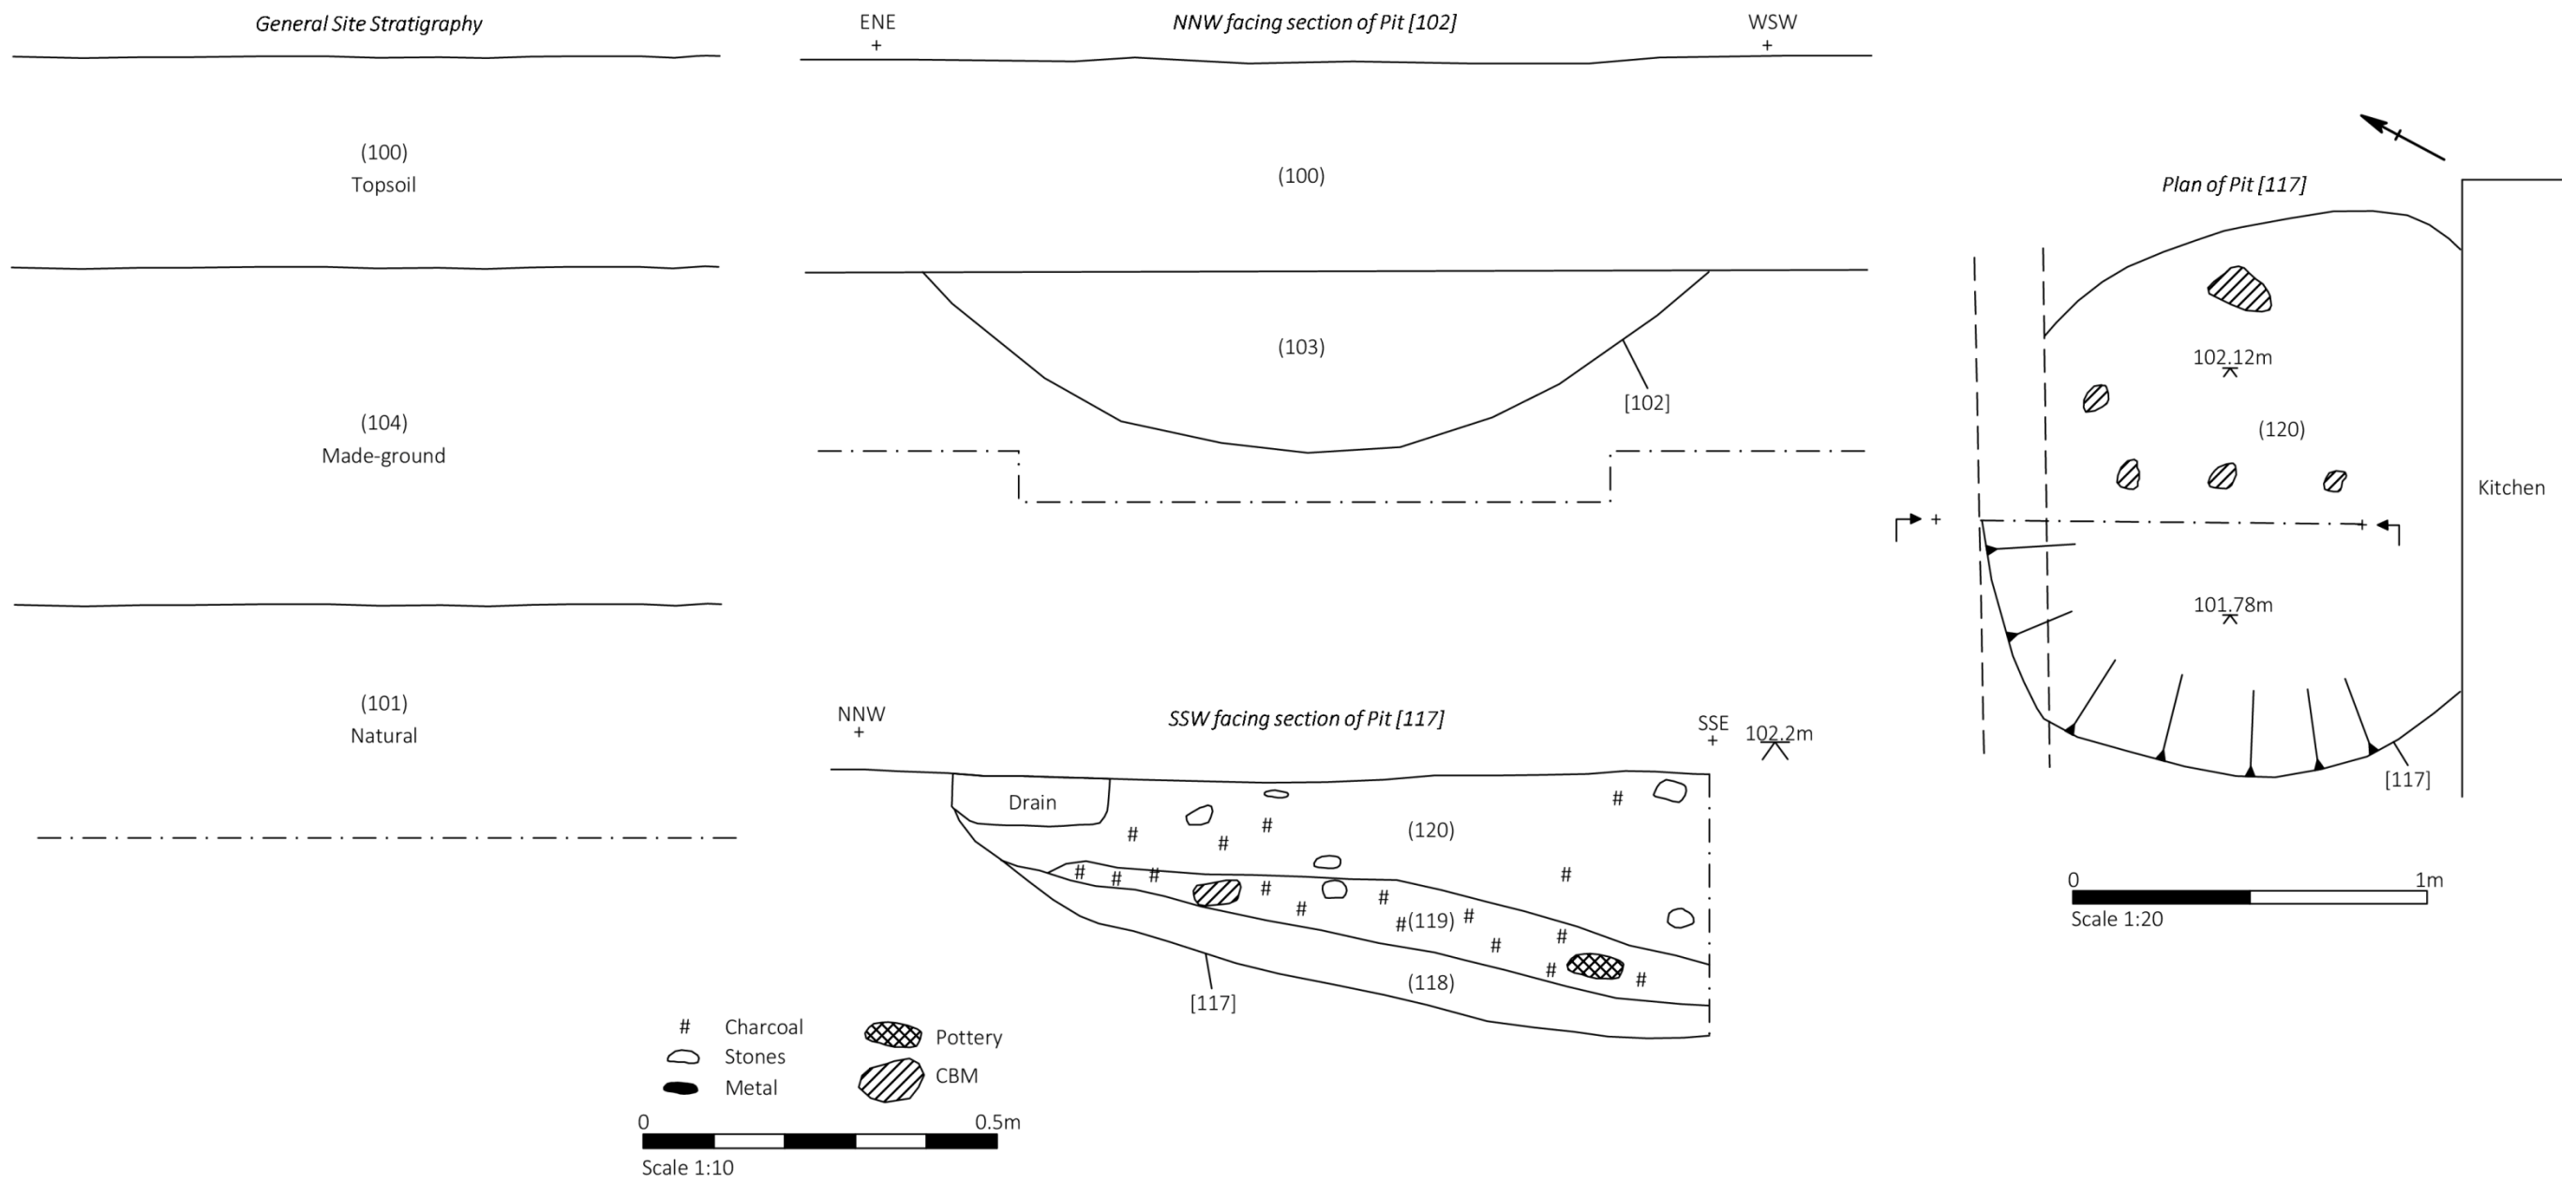 General Site Stratigraphy
(100)
Topsoil
(104)
Made-ground
(101)
Natural
ENE
NNW facing section of Pit [102]
WSW
+
+
(100)
(103)
[102]
NNW
SSW facing section of Pit [117]
SSE
102.2m
+
+
Drain
(120)
(119)
(118)
[117]
# Charcoal
Stones
Metal
Pottery
CBM
0 0.5m
Scale 1:10
Plan of Pit [117]
102.12m
(120)
Kitchen
+
+
101.78m
[117]
0 1m
Scale 1:20